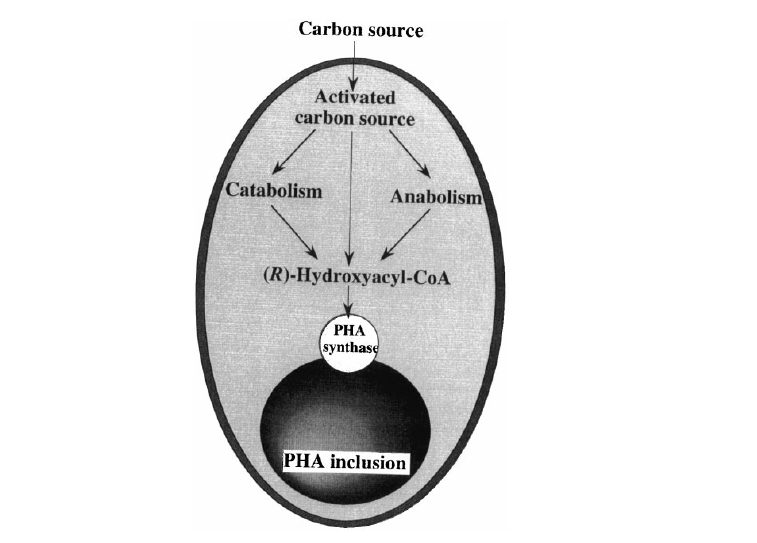 Carbon source
Activated
carbon source
Catabolism
Anabolism
(R)-Hydroxyacyl-CoA
PHA
synthase
PHA inclusion